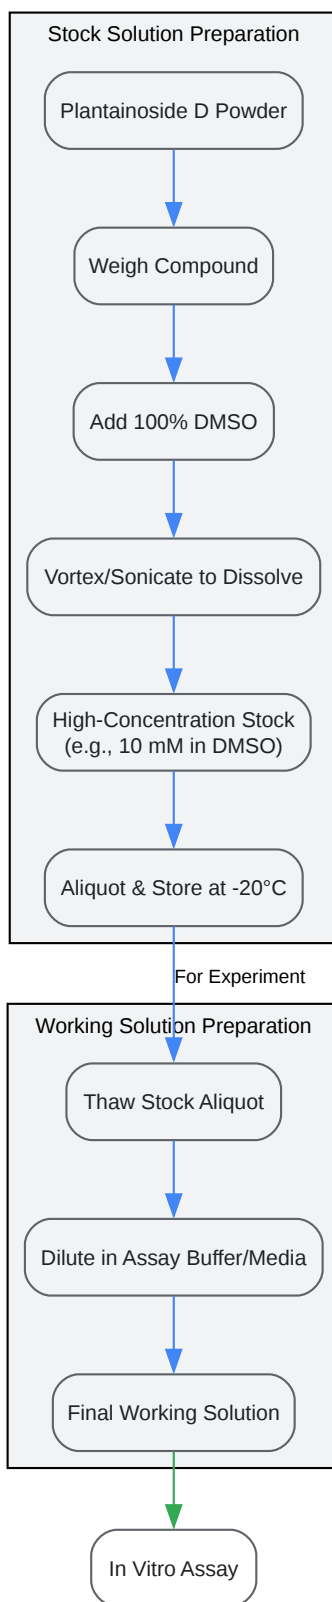 Stock Solution Preparation
Plantainoside D Powder
Weigh Compound
Add 100% DMSO
Vortex/Sonicate to Dissolve
High-Concentration Stock
(e.g., 10 mM in DMSO)
Aliquot & Store at -20°C
For Experiment
Working Solution Preparation
Thaw Stock Aliquot
Dilute in Assay Buffer/Media
Final Working Solution
In Vitro Assay